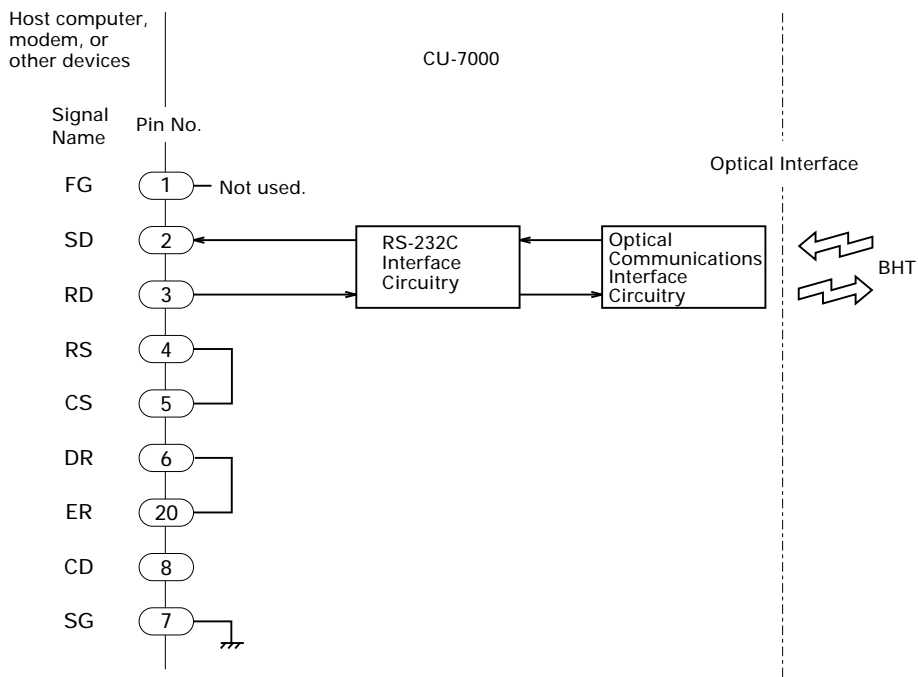 Host computer,
modem, or
other devices
CU-7000
Signal
Name
Pin No.
Optical Interface
FG 1 Not used.
SD 2
RS-232C
Interface
Circuitry
Optical
Communications
Interface
Circuitry
BHT
RD 3
RS 4
CS 5
DR 6
ER 20
CD 8
SG 7